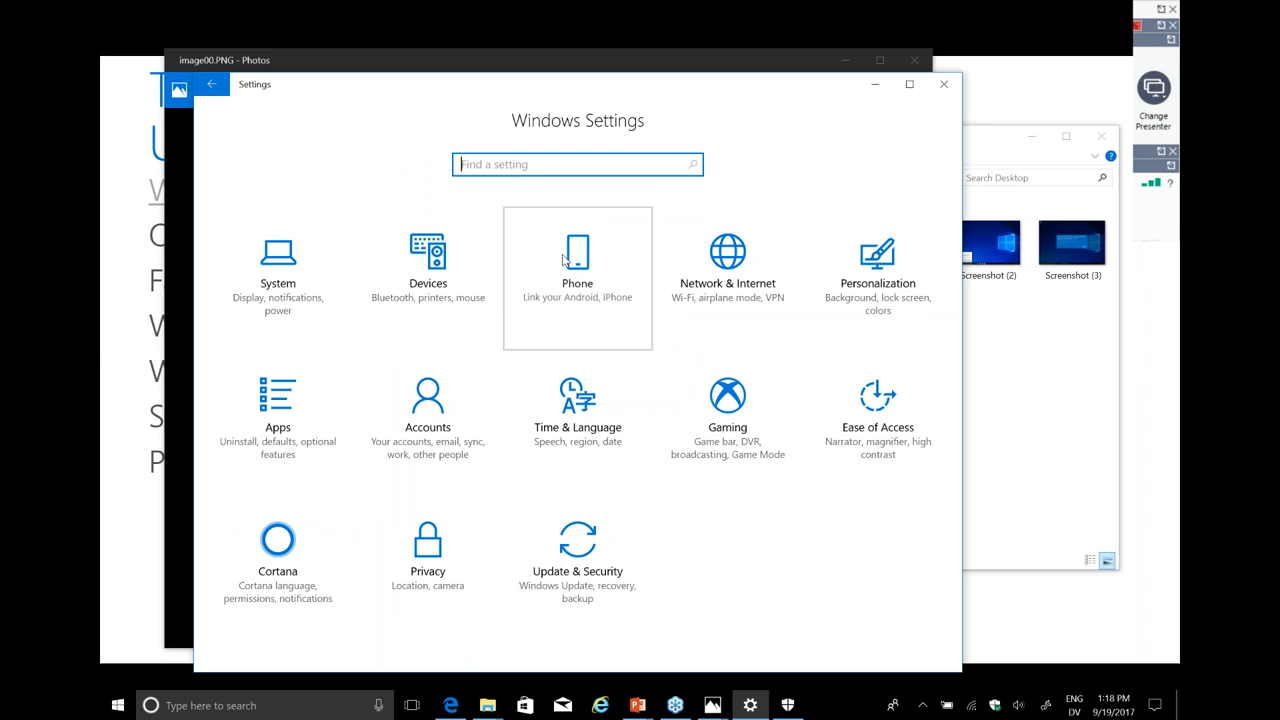 image00.PNG - Photos
Settings
Windows Settings
Find a setting
System
Display, notifications,
power
Devices
Bluetooth, printers, mouse
Phone
Link your Android, iPhone
Network & Internet
Wi-Fi, airplane mode, VPN
Personalization
Background, lock screen,
colors
Apps
Uninstall, defaults, optional
features
Accounts
Your accounts, email, sync,
work, other people
Time & Language
Speech, region, date
Gaming
Game bar, DVR,
broadcasting, Game Mode
Ease of Access
Narrator, magnifier, high
contrast
Cortana
Cortana language,
permissions, notifications
Privacy
Location, camera
Update & Security
Windows Update, recovery,
backup
Change
Presenter
Search Desktop
Screenshot (2)
Screenshot (3)
Type here to search
ENG
DV
1:18 PM
9/19/2017